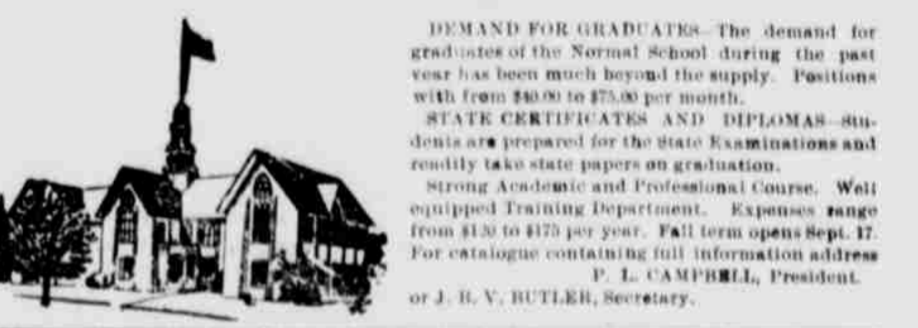 DEMAND FOR GRADUATES—The demand for
graduates of the Normal School during the past
year has been much beyond the supply. Positions
with from $40.00 to $75.00 per month.
STATE CERTIFICATES AND DIPLOMAS—Stu-
dents are prepared for the State Examinations and
readily take state papers on graduation.
Strong Academic and Professional Course. Well
equipped Training Department. Expenses range
from $120 to $175 per year. Fall term opens Sept. 17.
For catalogue containing full information address
P. L. CAMPBELL, President.
or J. B. V. BUTLER, Secretary.